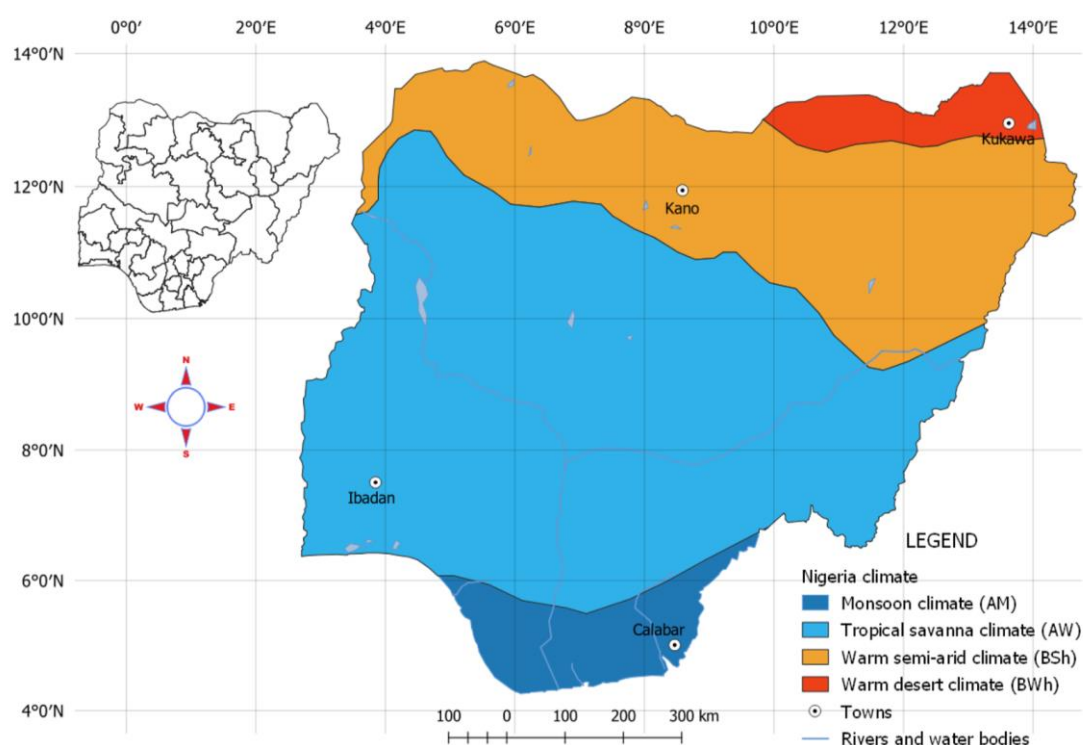 0°0′ 2°0′E 4°0′E 6°0′E 8°0′E 10°0′E 12°0′E 14°0′E
14°0′N
Kukawa
12°0′N
Kano
10°0′N
N
W E
S
8°0′N
Ibadan
LEGEND
6°0′N
Nigeria climate
Monsoon climate (AM)
Calabar
Tropical savanna climate (AW)
Warm semi-arid climate (BSh)
Warm desert climate (BWh)
4°0′N
Towns
100 0 100 200 300 km
Rivers and water bodies